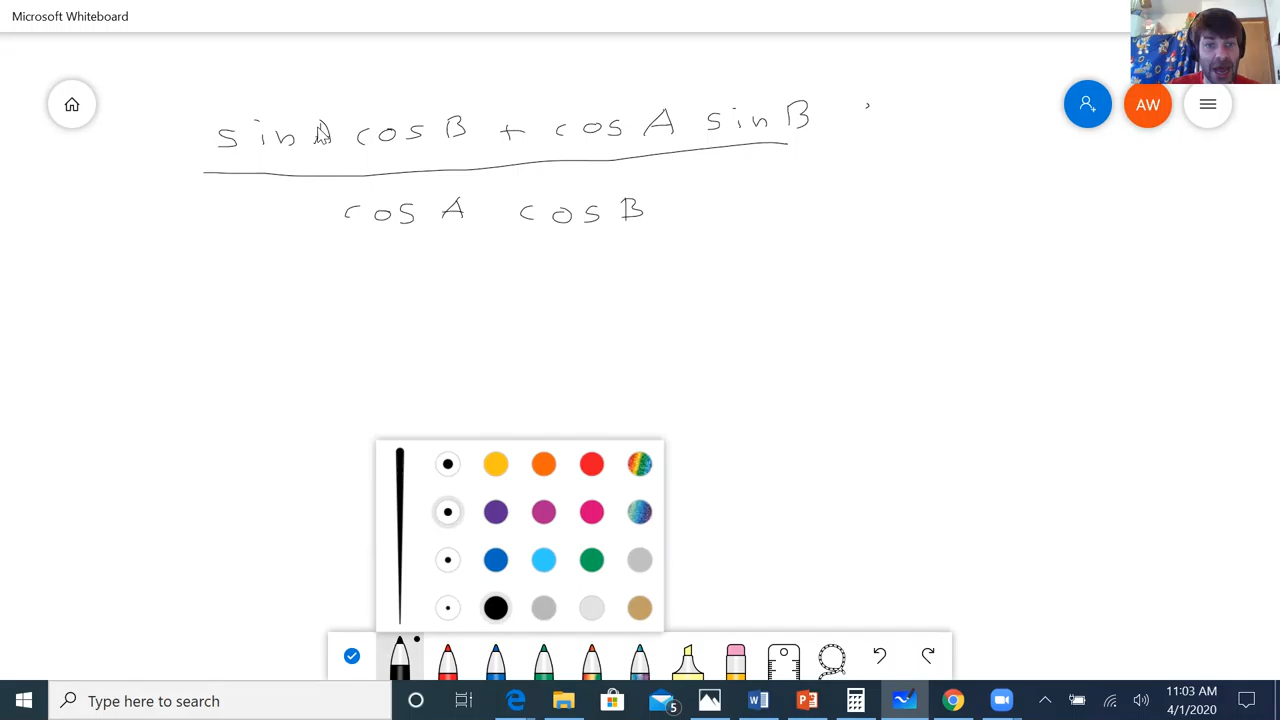 Microsoft Whiteboard
AW
sin A cos B + cos A sin B
cos A cos B
Type here to search
5
11:03 AM
4/1/2020